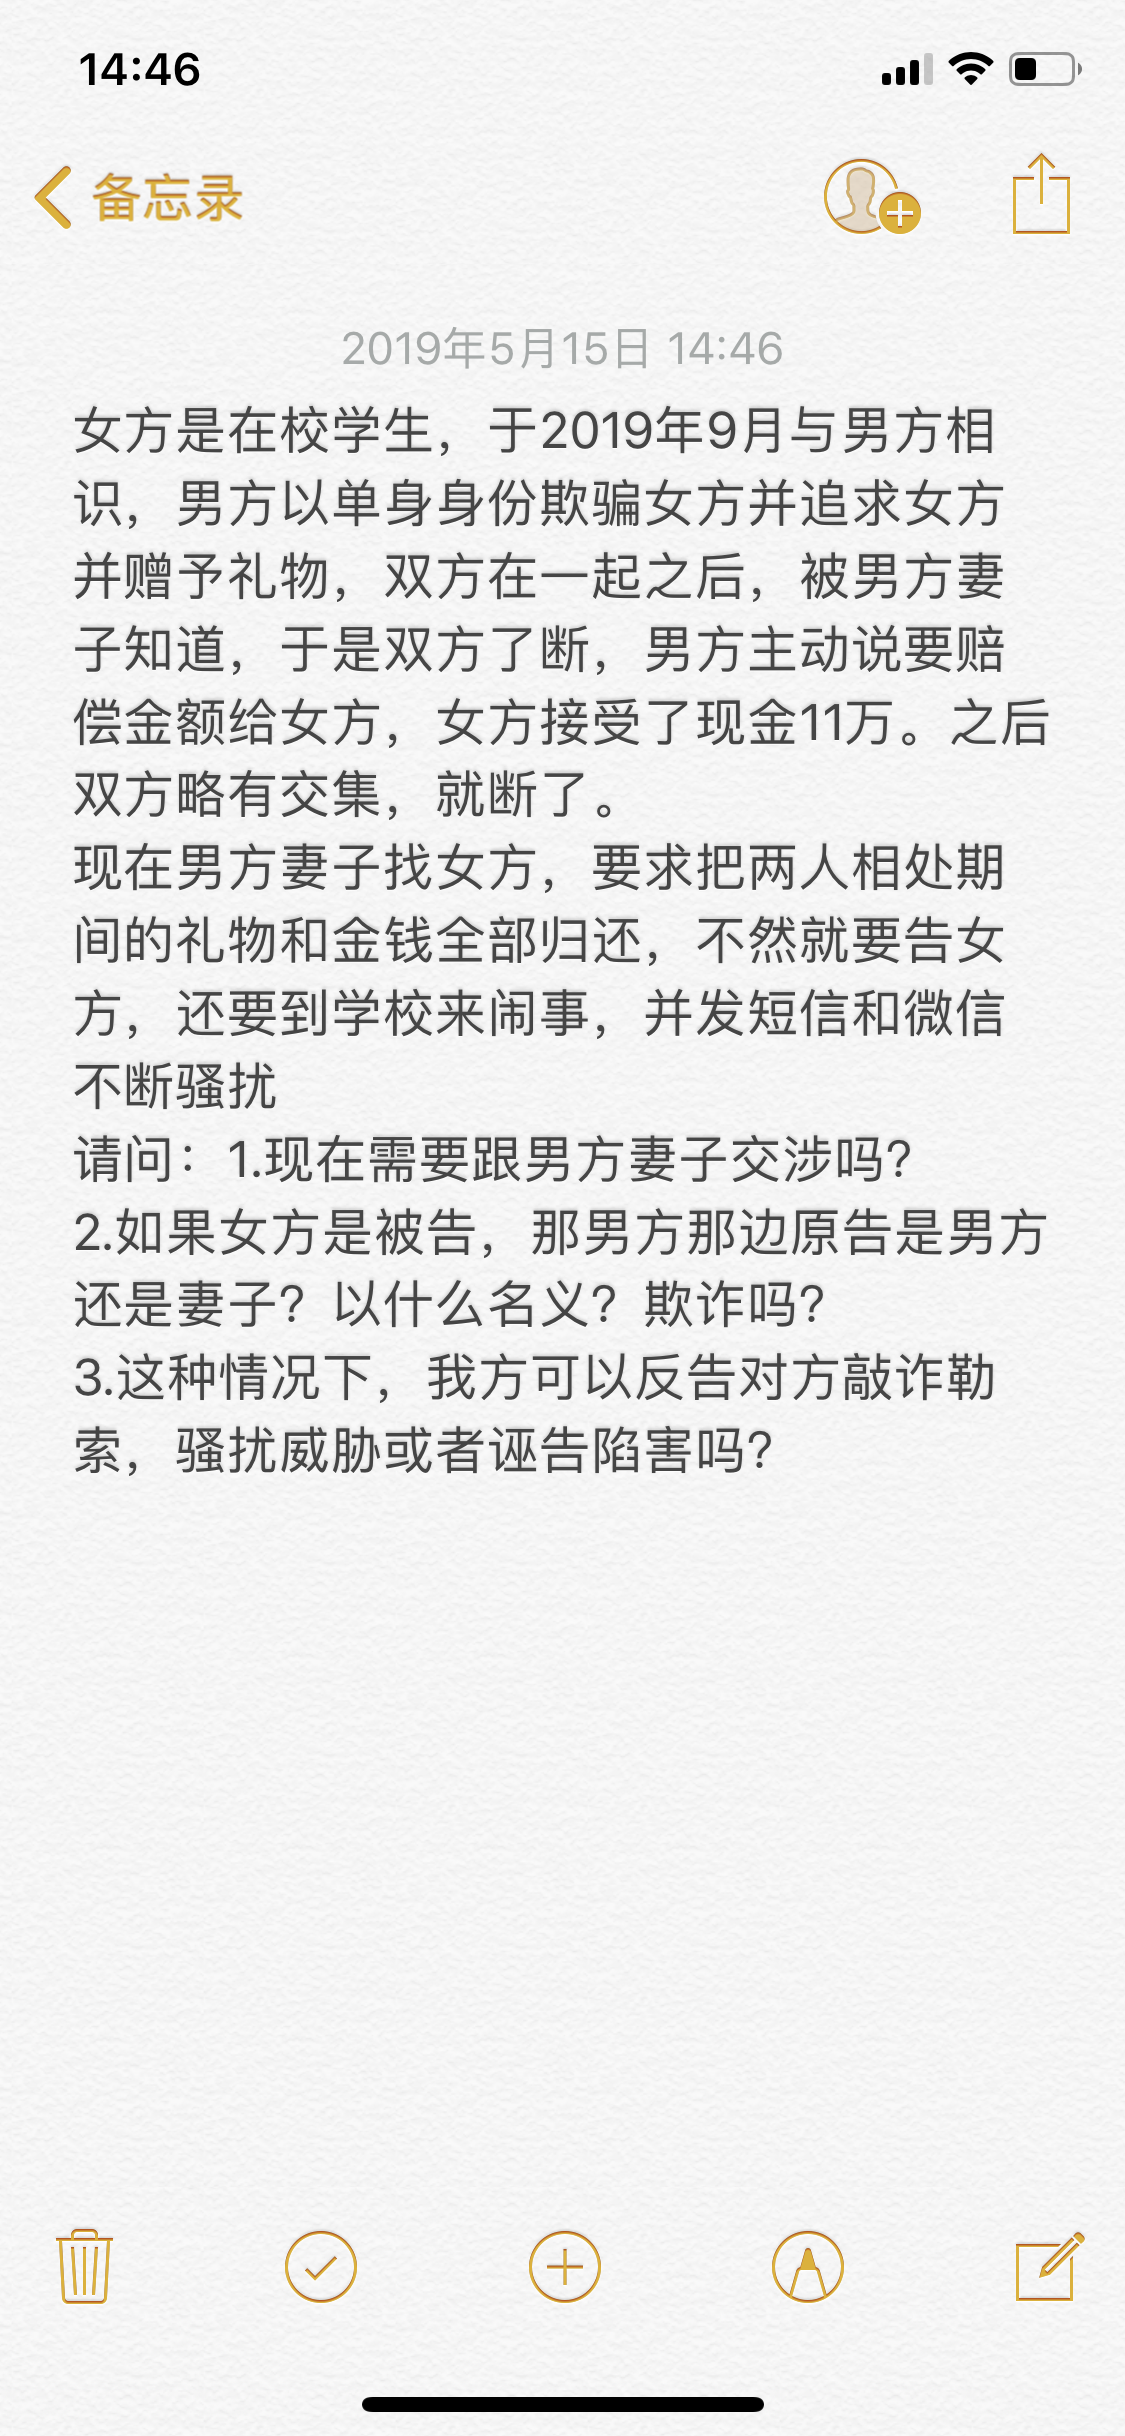 14:46
备忘录
2019年5月15日 14:46
女方是在校学生，于2019年9月与男方相
识，男方以单身身份欺骗女方并追求女方
并赠予礼物，双方在一起之后，被男方妻
子知道，于是双方了断，男方主动说要赔
偿金额给女方，女方接受了现金11万。之后
双方略有交集，就断了。
现在男方妻子找女方，要求把两人相处期
间的礼物和金钱全部归还，不然就要告女
方，还要到学校来闹事，并发短信和微信
不断骚扰
请问：1.现在需要跟男方妻子交涉吗？
2.如果女方是被告，那男方那边原告是男方
还是妻子？以什么名义？欺诈吗？
3.这种情况下，我方可以反告对方敲诈勒
索，骚扰威胁或者诬告陷害吗？